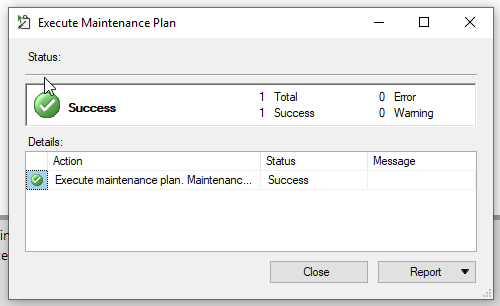 Execute Maintenance Plan
Status:
Success
1 Total 0 Error
1 Success 0 Warning
Details:
Action Status Message
Execute maintenance plan. Maintenanc... Success
Close Report